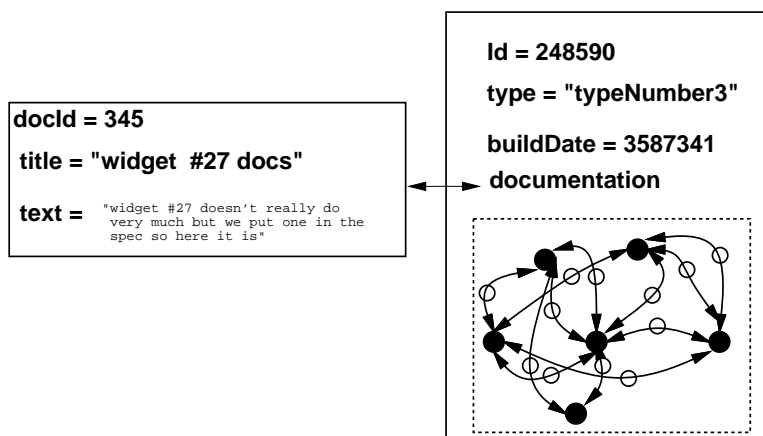 docId = 345
title = "widget #27 docs"
text = "widget #27 doesn't really do
very much but we put one in the
spec so here it is"
Id = 248590
type = "typeNumber3"
buildDate = 3587341
documentation